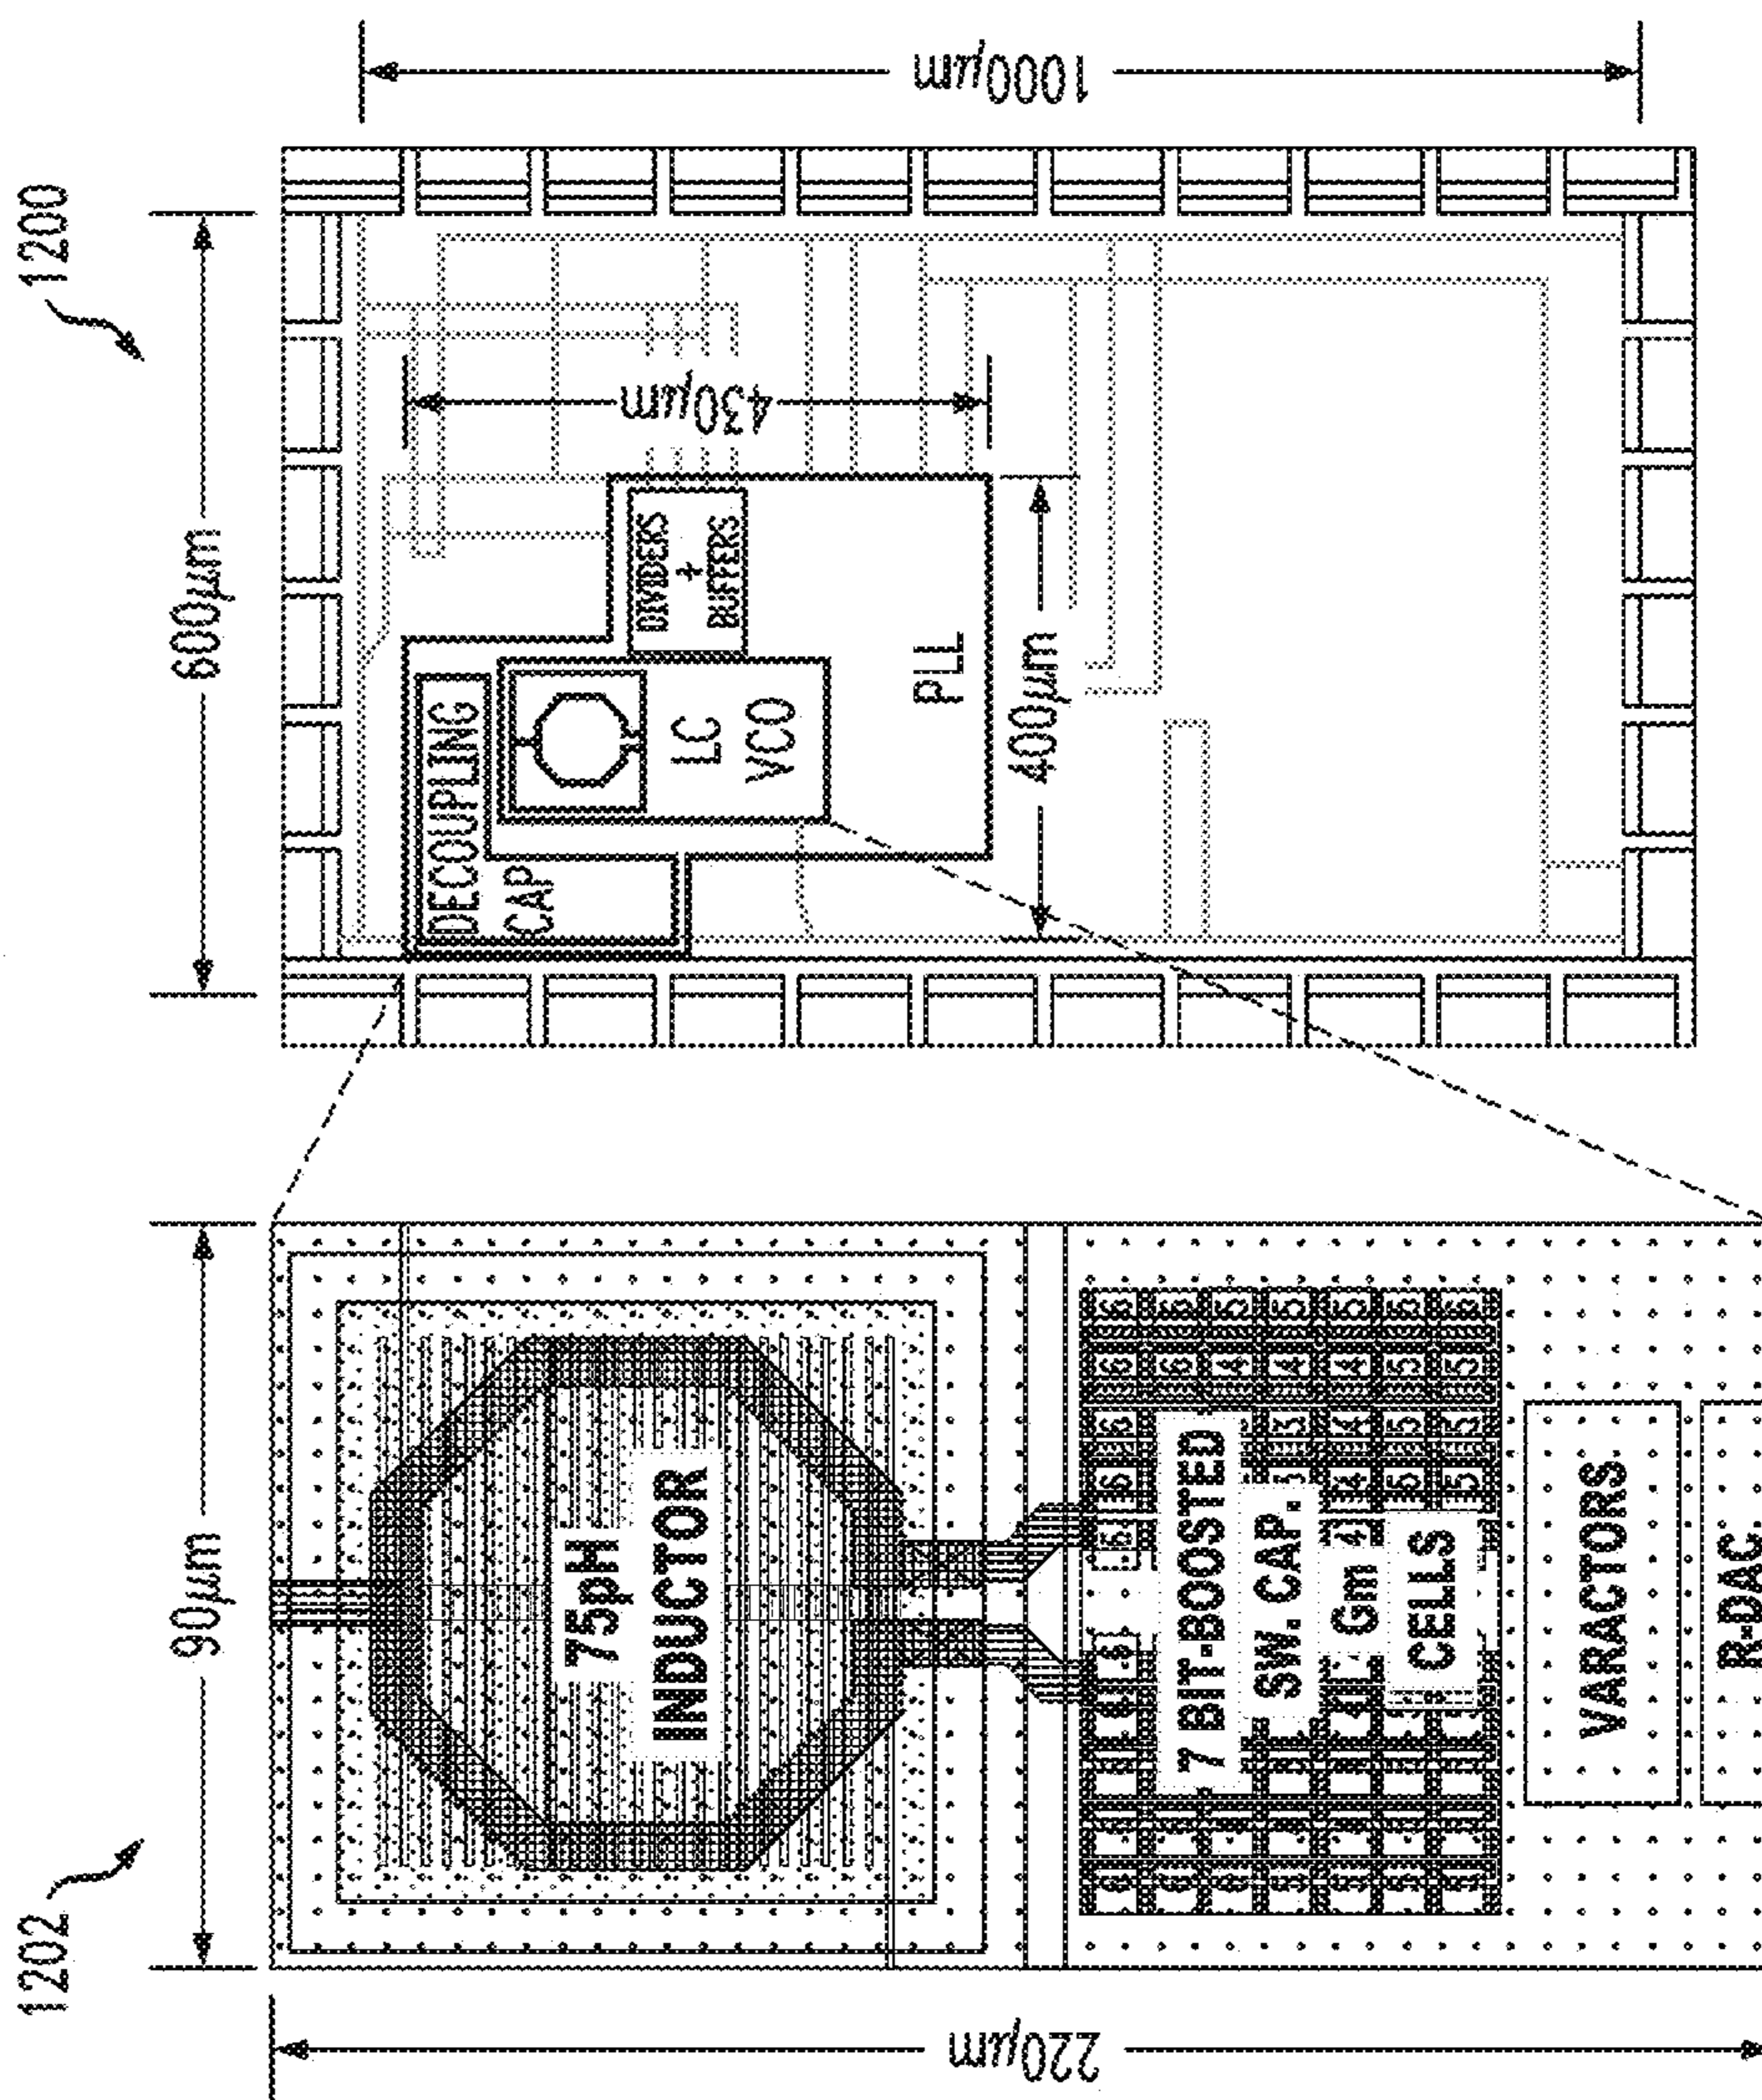 1200
600μm
1000μm
430μm
400μm
DECOUPLING
CAP
LC
VCO
DIVIDERS
+
BUFFERS
PLL
1202
90μm
220μm
75pH
INDUCTOR
7 BIT-BOOSTED
SW. CAP.
Gm
CELLS
VARACTORS
R-DAC